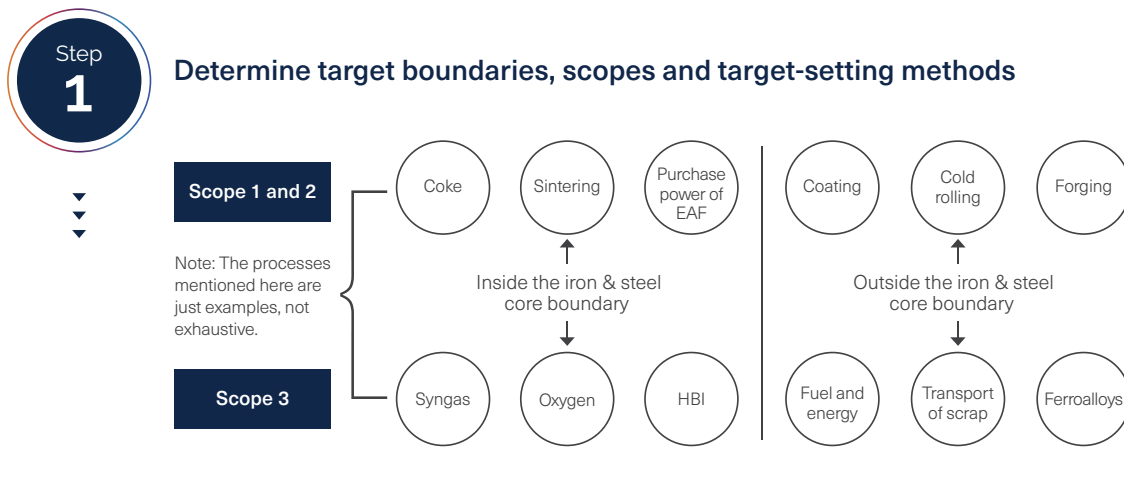 Step
1
Determine target boundaries, scopes and target-setting methods
Scope 1 and 2
Coke
Sintering
Purchase
power of
EAF
Coating
Cold
rolling
Forging
Note: The processes
mentioned here are
just examples, not
exhaustive.
Inside the iron & steel
core boundary
Outside the iron & steel
core boundary
Scope 3
Syngas
Oxygen
HBI
Fuel and
energy
Transport
of scrap
Ferroalloys